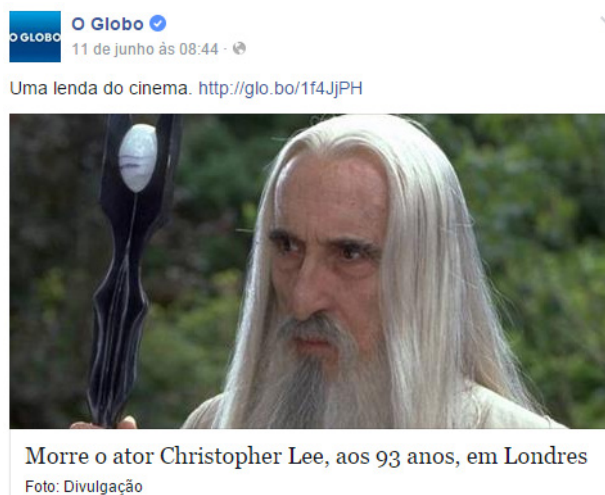 O GLOBO
O Globo
11 de junho às 08:44 ·
Uma lenda do cinema. http://glo.bo/1f4JjPH
Morre o ator Christopher Lee, aos 93 anos, em Londres
Foto: Divulgação